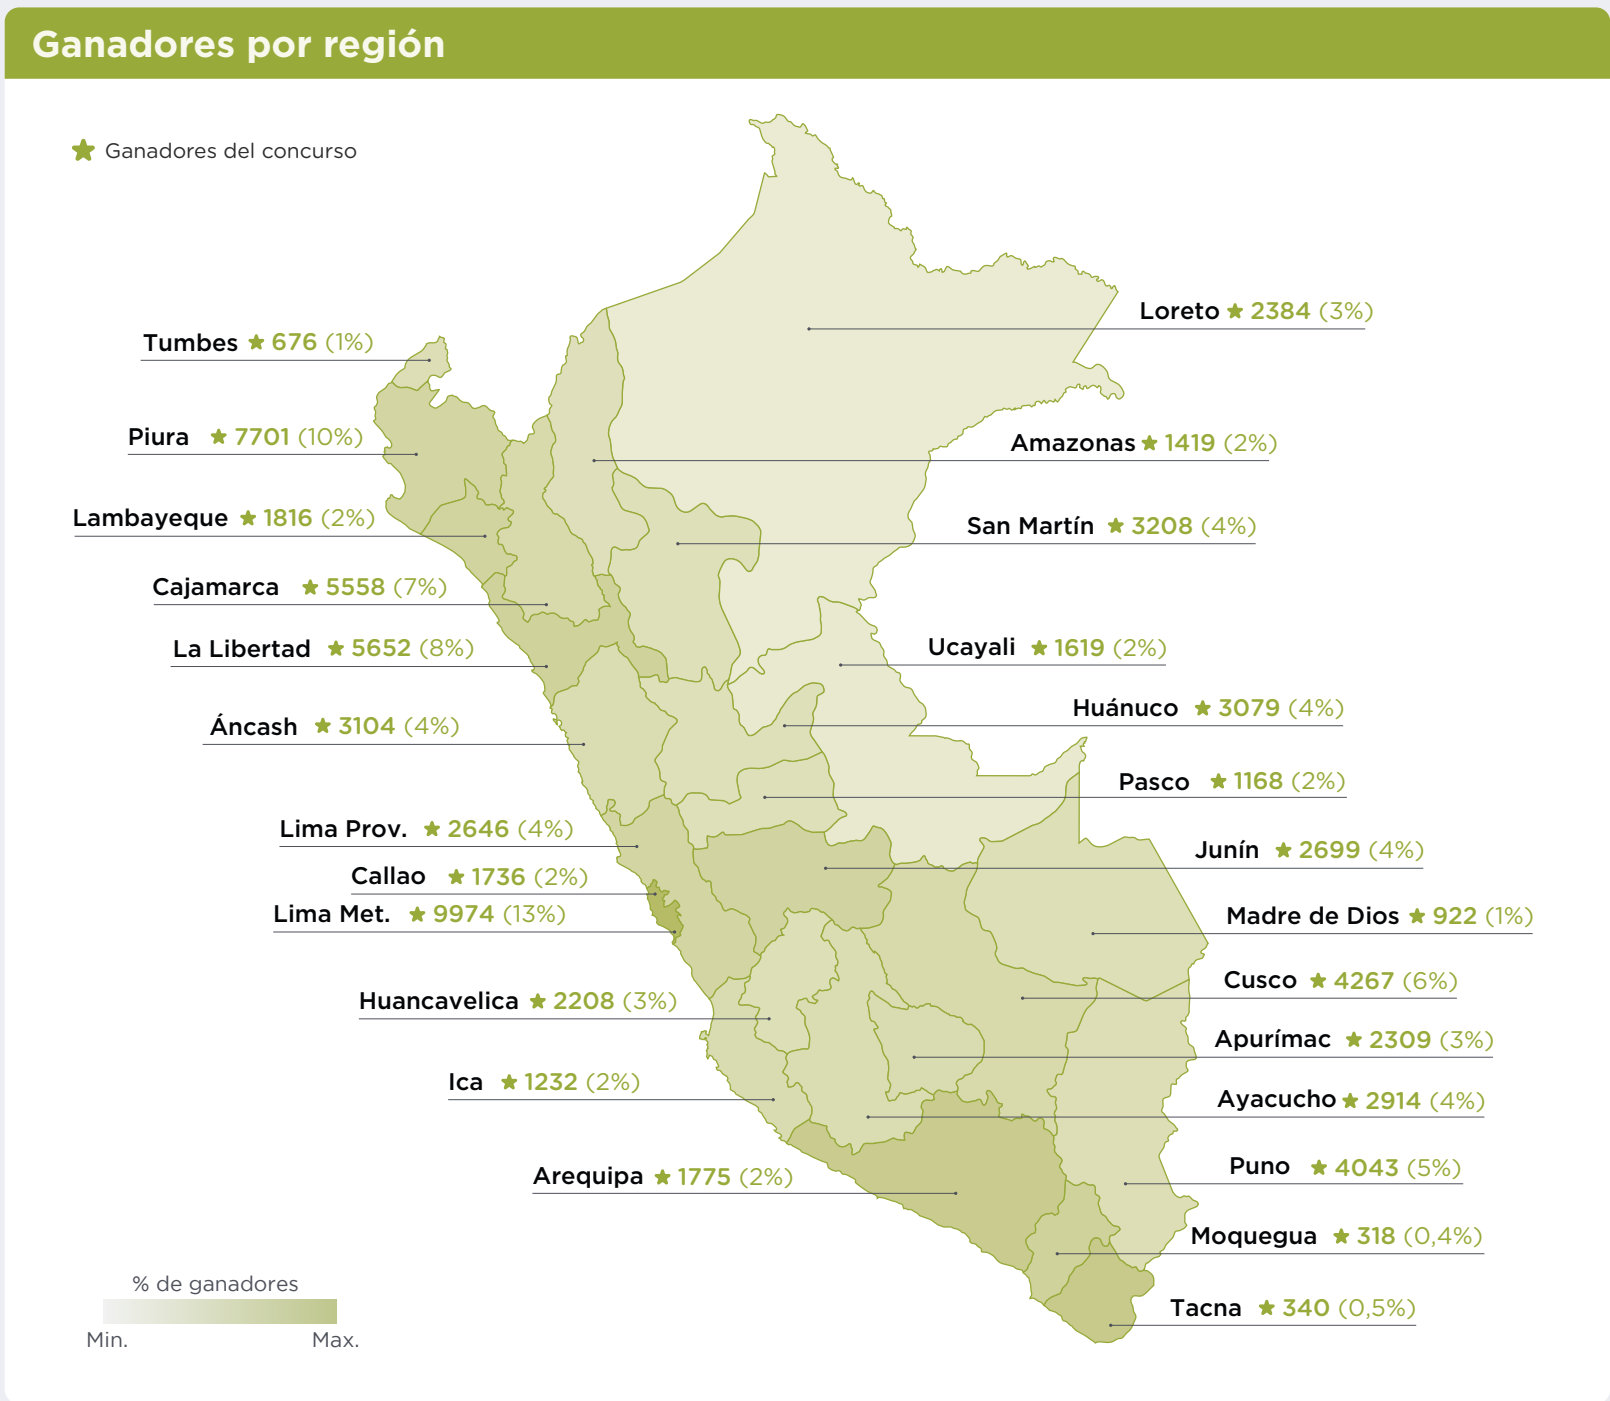 Ganadores por región
Ganadores del concurso
Loreto 2384 (3%)
Tumbes 676 (1%)
Piura 7701 (10%)
Amazonas 1419 (2%)
Lambayeque 1816 (2%)
San Martín 3208 (4%)
Cajamarca 5558 (7%)
La Libertad 5652 (8%)
Ucayali 1619 (2%)
Huánuco 3079 (4%)
Áncash 3104 (4%)
Pasco 1168 (2%)
Lima Prov. 2646 (4%)
Junín 2699 (4%)
Callao 1736 (2%)
Lima Met. 9974 (13%)
Madre de Dios 922 (1%)
Cusco 4267 (6%)
Huancavelica 2208 (3%)
Apurímac 2309 (3%)
Ica 1232 (2%)
Ayacucho 2914 (4%)
Puno 4043 (5%)
Arequipa 1775 (2%)
Moquegua 318 (0,4%)
Tacna 340 (0,5%)
% de ganadores
Min. Max.